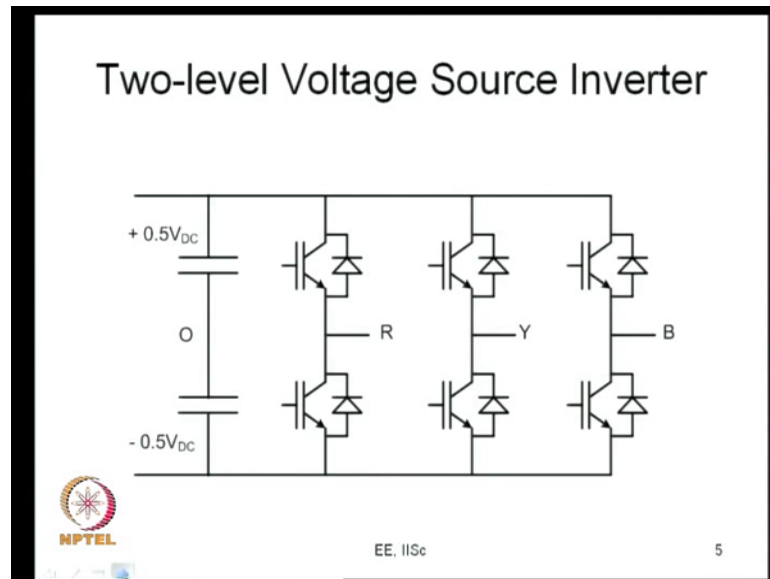 Two-level Voltage Source Inverter
+ 0.5VDC
O
R
Y
B
- 0.5VDC
NPTEL
EE, IISc
5